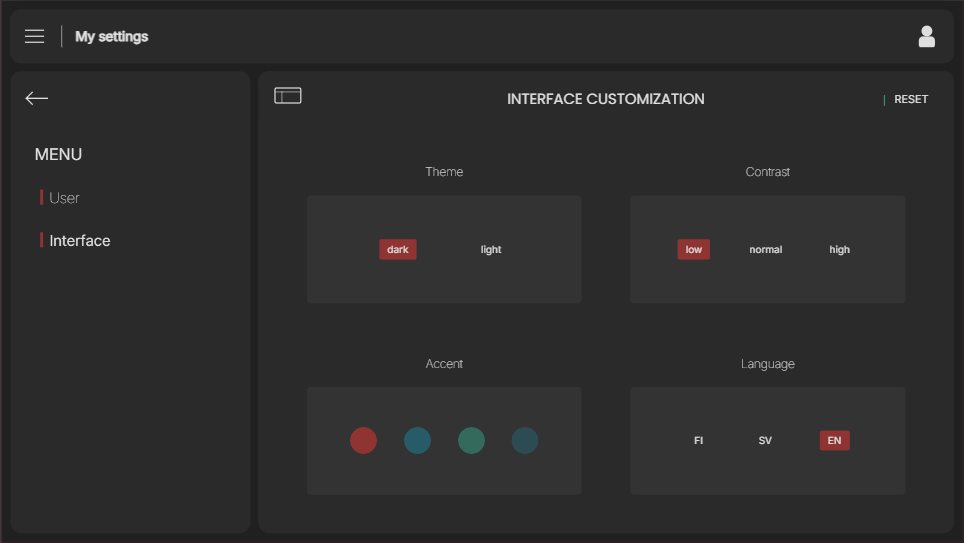 My settings
MENU
User
Interface
INTERFACE CUSTOMIZATION
RESET
Theme
dark light
Contrast
low normal high
Accent
Language
FI SV EN